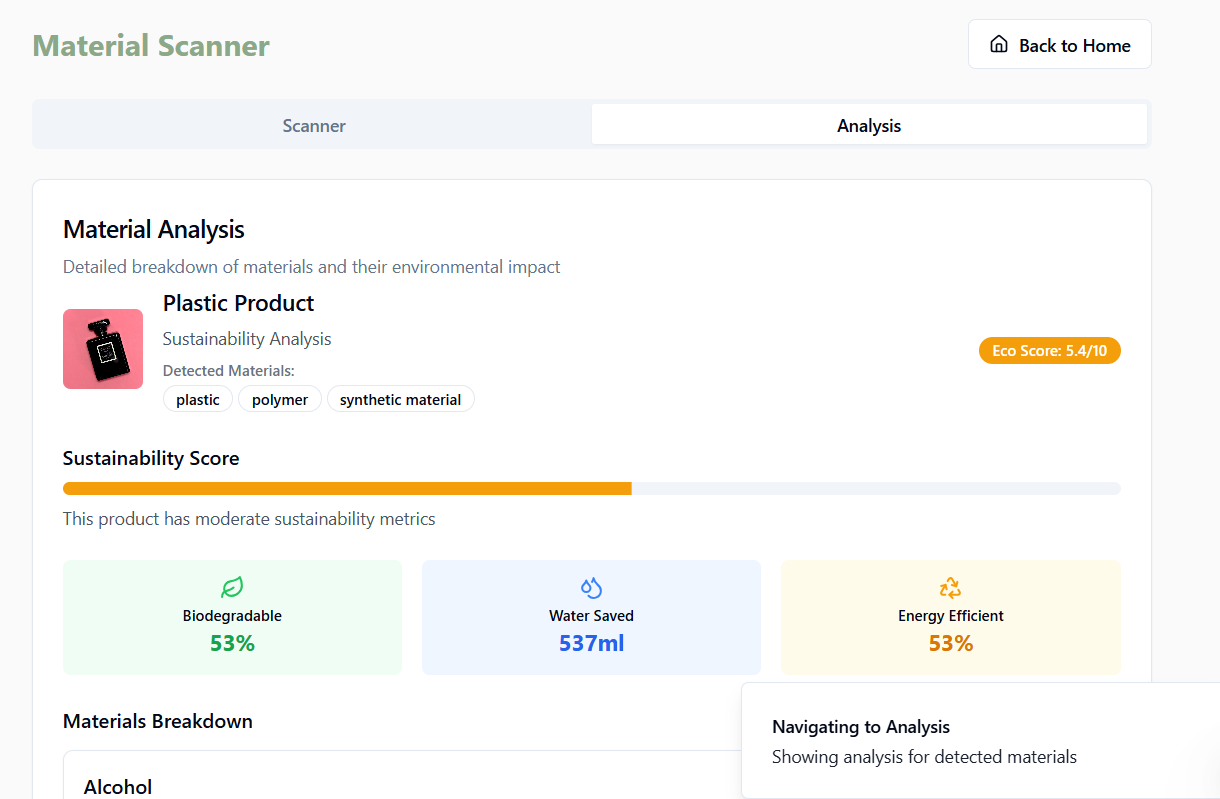 Material Scanner
Back to Home
Scanner
Analysis
Material Analysis
Detailed breakdown of materials and their environmental impact
Plastic Product
Sustainability Analysis
Eco Score: 5.4/10
Detected Materials:
plastic
polymer
synthetic material
Sustainability Score
This product has moderate sustainability metrics
Biodegradable
53%
Water Saved
537ml
Energy Efficient
53%
Materials Breakdown
Navigating to Analysis
Showing analysis for detected materials
Alcohol